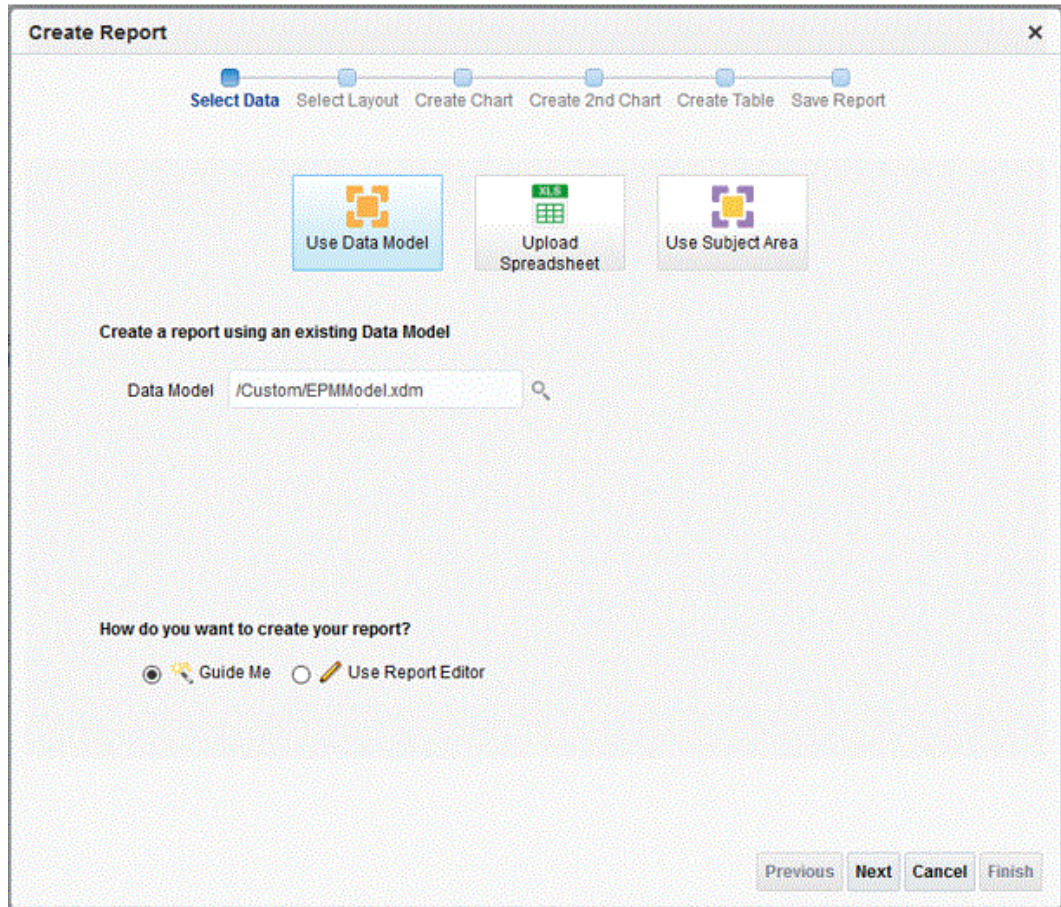 Create Report
Select Data Select Layout Create Chart Create 2nd Chart Create Table Save Report
XLS
Use Data Model Upload Spreadsheet Use Subject Area
Create a report using an existing Data Model
Data Model /Custom/EPMModel.xdm
How do you want to create your report?
Guide Me Use Report Editor
Previous Next Cancel Finish